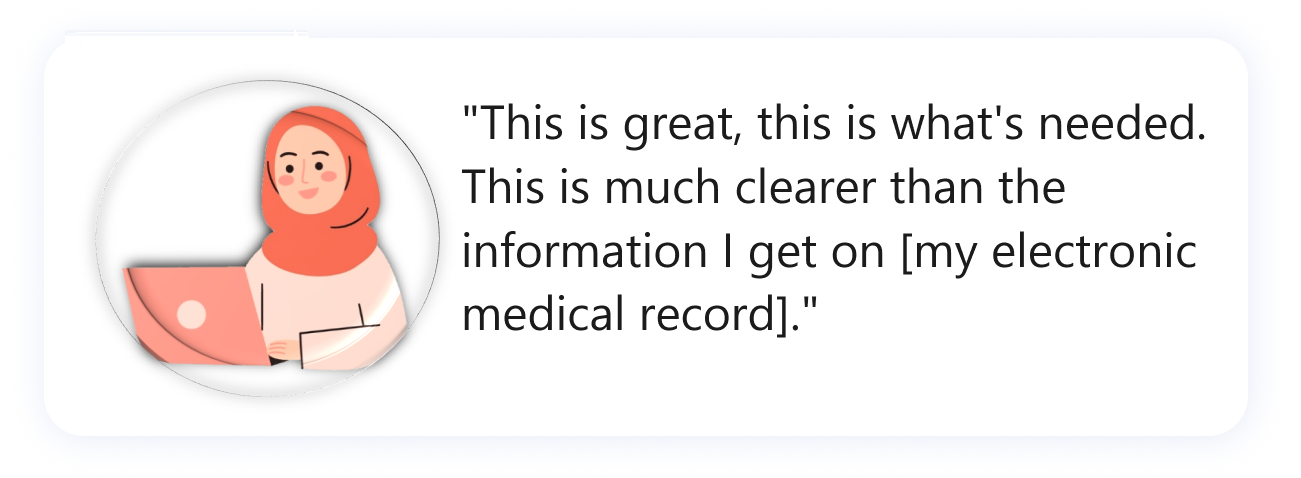 "This is great, this is what's needed.
This is much clearer than the
information I get on [my electronic
medical record]."